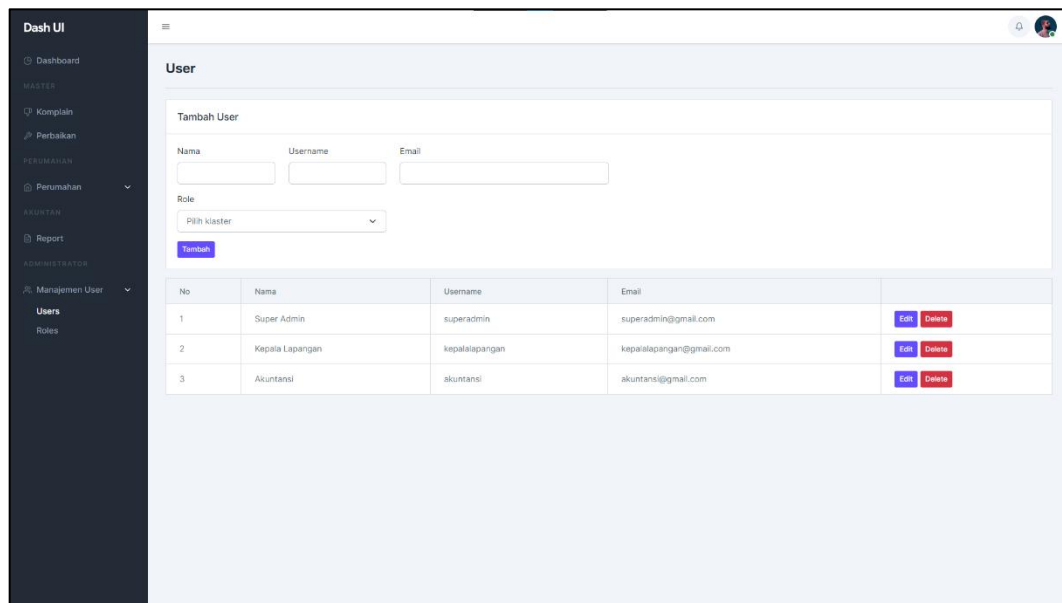 Dash UI
Dashboard
MASTER
Komplain
Perbaikan
PERUMAHAN
Perumahan
AKUNTAN
Report
ADMINISTRATOR
Manajemen User
Users
Roles
User
Tambah User
Nama Username Email
Role
Pilih klaster
Tambah
No Nama Username Email
1 Super Admin superadmin superadmin@gmail.com Edit Delete
2 Kepala Lapangan kepalalapangan kepalalapangan@gmail.com Edit Delete
3 Akuntansi akuntansi akuntansi@gmail.com Edit Delete